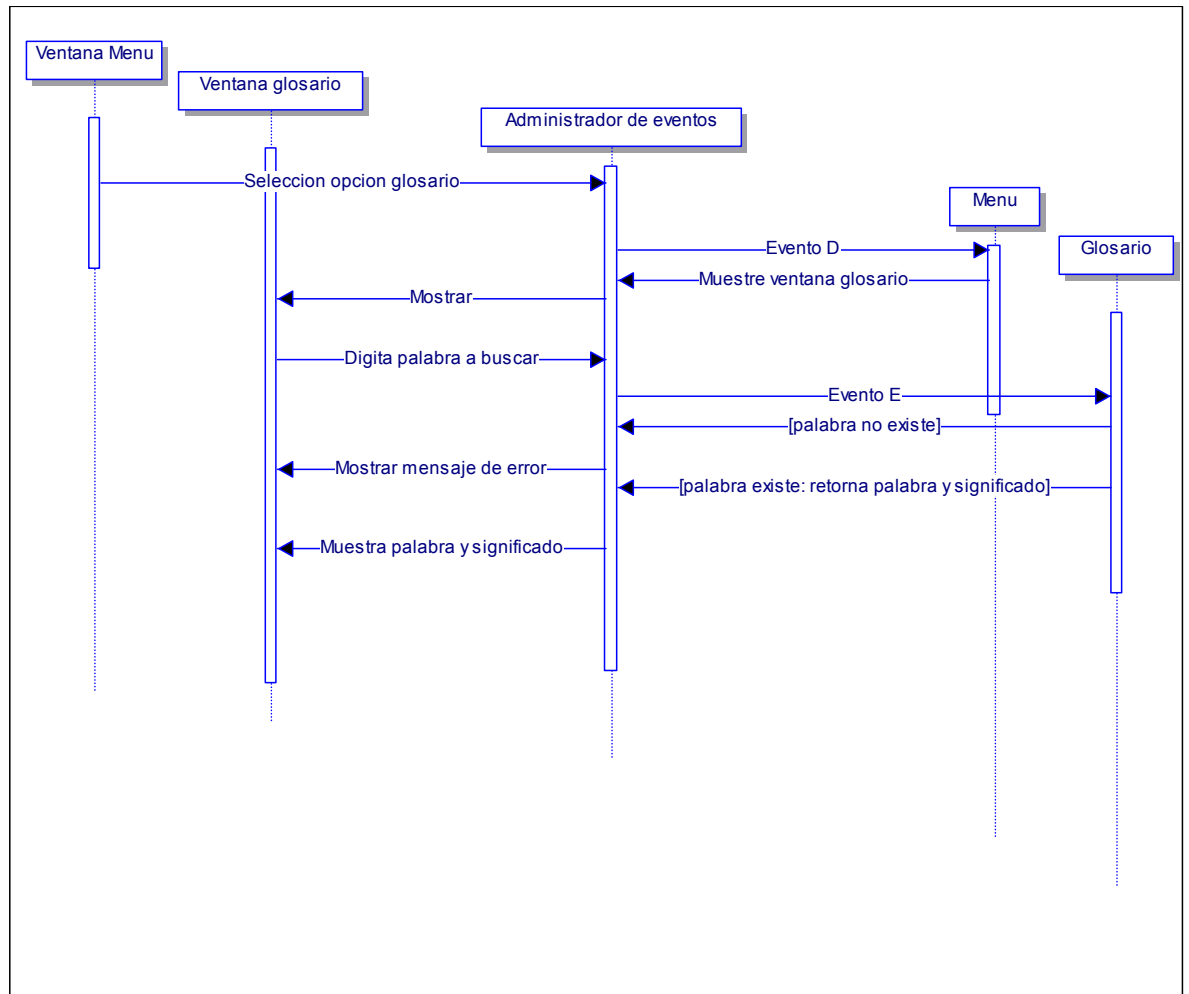 Ventana Menu
Ventana glosario
Administrador de eventos
Seleccion opcion glosario
Menu
Evento D
Glosario
Muestre ventana glosario
Mostrar
Digita palabra a buscar
Evento E
[palabra no existe]
Mostrar mensaje de error
[palabra existe: retorna palabra y significado]
Muestra palabra y significado